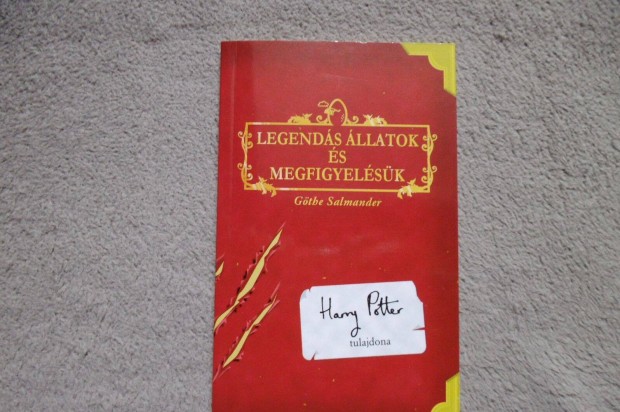 LEGENDÁS ÁLLATOK
ÉS
MEGFIGYELÉSÜK
Göthe Salmander
Harry Potter
tulajdona